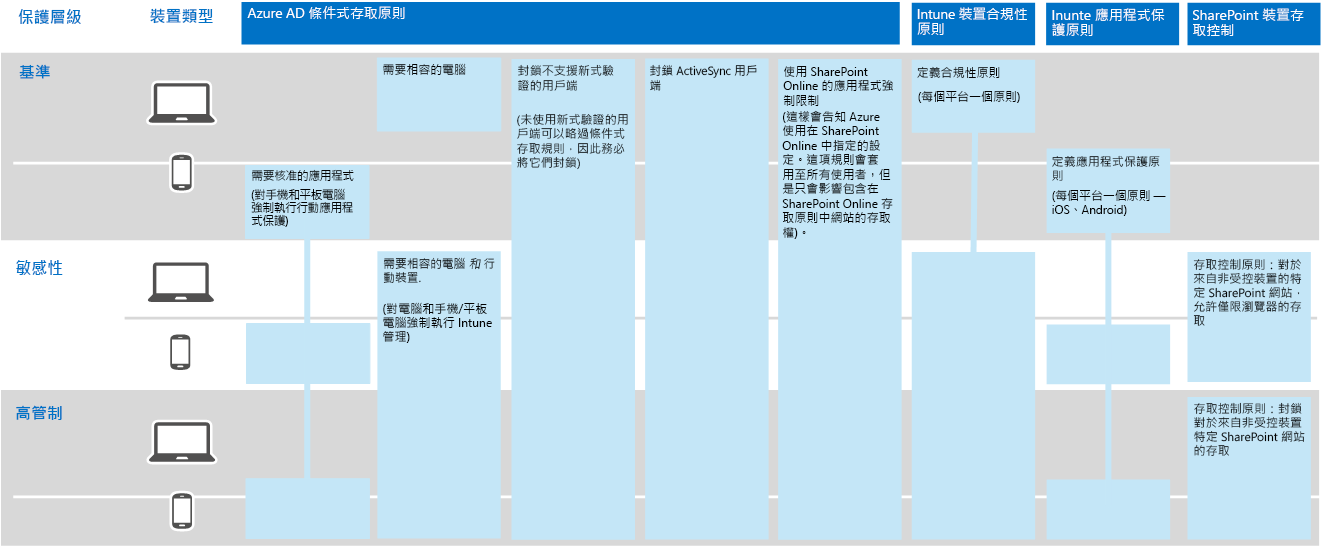 保護層級
裝置類型
Azure AD 條件式存取原則
Intune 裝置合規性
原則
Inunte 應用程式保
護原則
SharePoint 裝置存
取控制
基準
需要相容的電腦
封鎖不支援新式驗
證的用戶端
(未使用新式驗證的用
戶端可以略過條件式
存取規則，因此務必
將它們封鎖)
封鎖 ActiveSync 用戶
端
使用 SharePoint
Online 的應用程式強
制限制
(這樣會告知 Azure
使用在 SharePoint
Online 中指定的設
定。這項規則會套
用至所有使用者，但
是只會影響包含在
SharePoint Online 存
取原則中網站的存取
權)。
定義合規性原則
(每個平台一個原則)
需要核准的應用程式
(對手機和平板電腦
強制執行行動應用程
式保護)
定義應用程式保護原
則
(每個平台一個原則 —
iOS、Android)
敏感性
需要相容的電腦 和 行
動裝置.
(對電腦和手機/平板
電腦強制執行 Intune
管理)
存取控制原則：對於
來自非受控裝置的特
定 SharePoint 網站，
允許僅限瀏覽器的存
取
高管制
存取控制原則：封鎖
對於來自非受控裝置
特定 SharePoint 網站
的存取